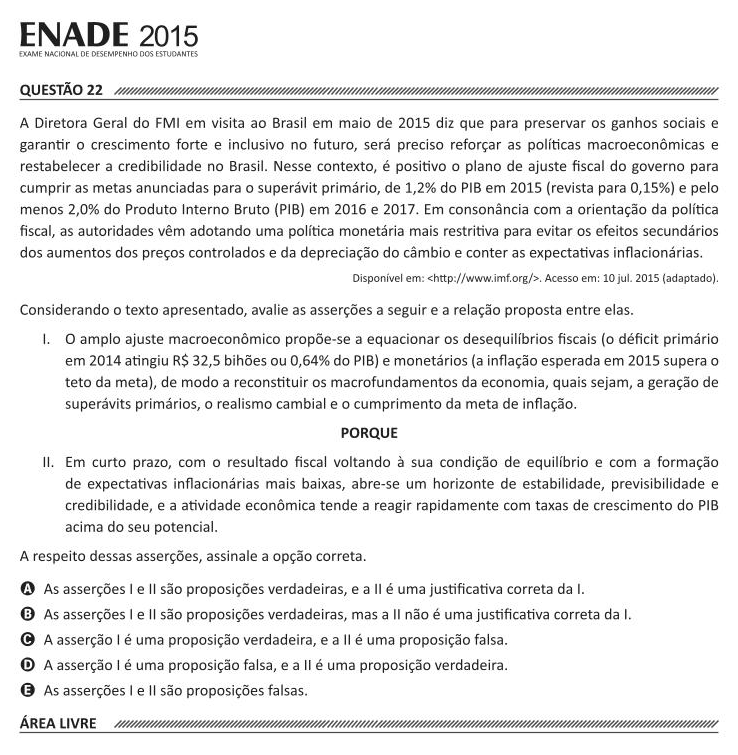 ENADE 2015
EXAME NACIONAL DE DESEMPENHO DOS ESTUDANTES
QUESTÃO 22
A Diretora Geral do FMI em visita ao Brasil em maio de 2015 diz que para preservar os ganhos sociais e
garantir o crescimento forte e inclusivo no futuro, será preciso reforçar as políticas macroeconômicas e
restabelecer a credibilidade no Brasil. Nesse contexto, é positivo o plano de ajuste fiscal do governo para
cumprir as metas anunciadas para o superávit primário, de 1,2% do PIB em 2015 (revista para 0,15%) e pelo
menos 2,0% do Produto Interno Bruto (PIB) em 2016 e 2017. Em consonância com a orientação da política
fiscal, as autoridades vêm adotando uma política monetária mais restritiva para evitar os efeitos secundários
dos aumentos dos preços controlados e da depreciação do câmbio e conter as expectativas inflacionárias.
Disponível em: <http://www.imf.org/>. Acesso em: 10 jul. 2015 (adaptado).
Considerando o texto apresentado, avalie as asserções a seguir e a relação proposta entre elas.
I. O amplo ajuste macroeconômico propõe-se a equacionar os desequilíbrios fiscais (o déficit primário
em 2014 atingiu R$ 32,5 bihões ou 0,64% do PIB) e monetários (a inflação esperada em 2015 supera o
teto da meta), de modo a reconstituir os macrofundamentos da economia, quais sejam, a geração de
superávits primários, o realismo cambial e o cumprimento da meta de inflação.
PORQUE
II. Em curto prazo, com o resultado fiscal voltando à sua condição de equilíbrio e com a formação
de expectativas inflacionárias mais baixas, abre-se um horizonte de estabilidade, previsibilidade e
credibilidade, e a atividade econômica tende a reagir rapidamente com taxas de crescimento do PIB
acima do seu potencial.
A respeito dessas asserções, assinale a opção correta.
A As asserções I e II são proposições verdadeiras, e a II é uma justificativa correta da I.
B As asserções I e II são proposições verdadeiras, mas a II não é uma justificativa correta da I.
C A asserção I é uma proposição verdadeira, e a II é uma proposição falsa.
D A asserção I é uma proposição falsa, e a II é uma proposição verdadeira.
E As asserções I e II são proposições falsas.
ÁREA LIVRE